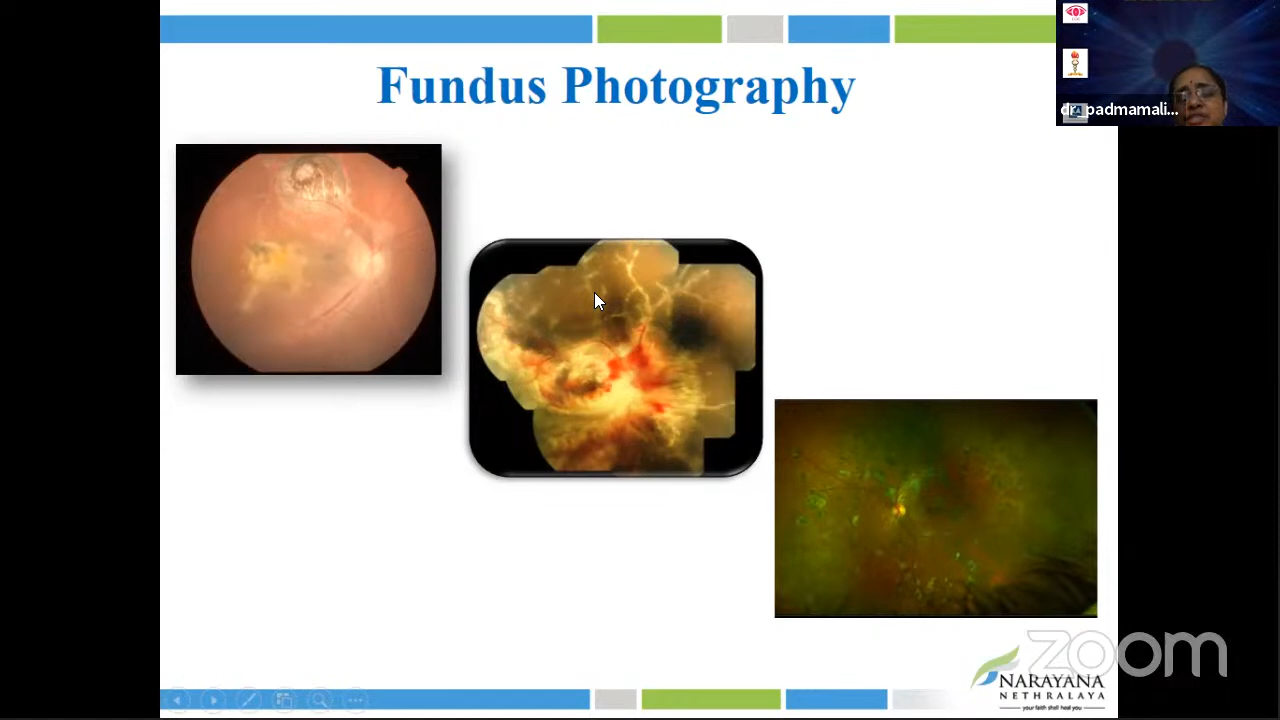 Fundus Photography
dr. padmamali...
zoom
NARAYANA
NETHRALAYA
your faith shall heal you